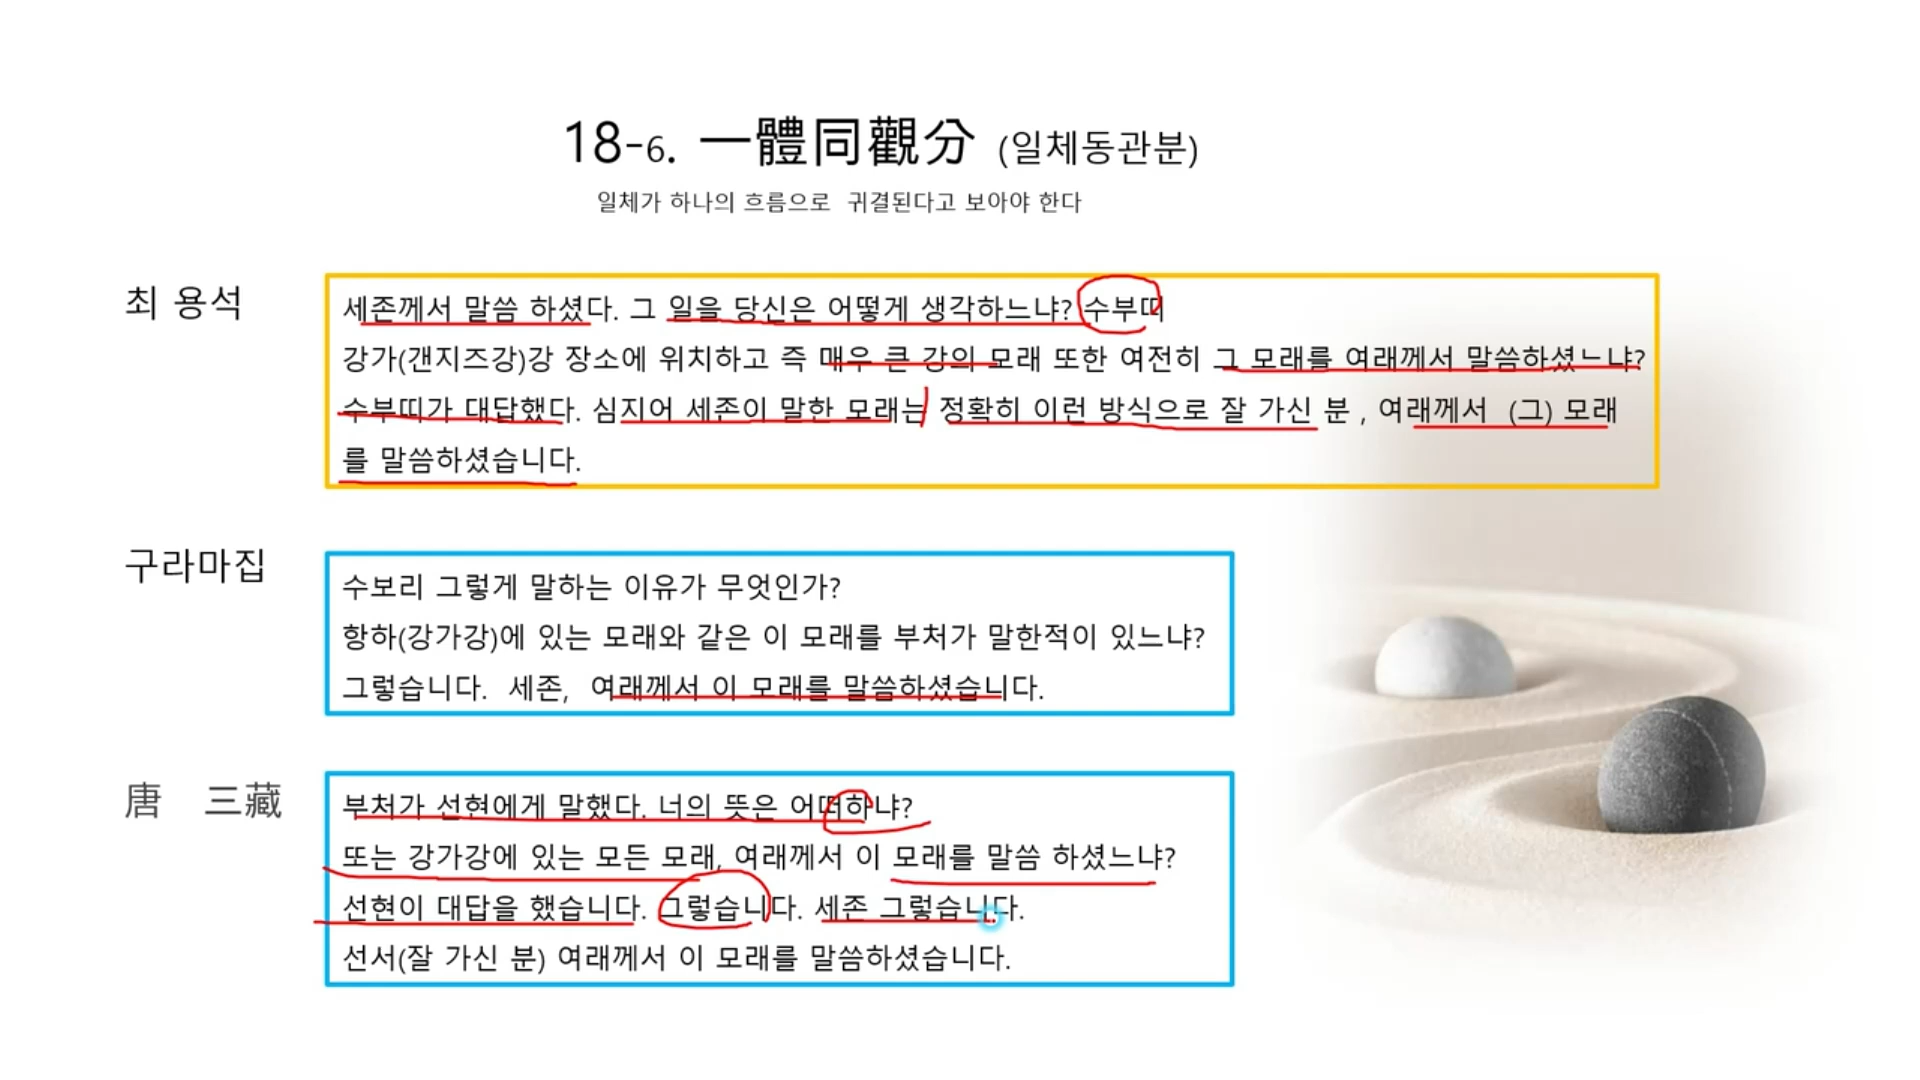 18-6. 一體同觀分 (일체동관분)
일체가 하나의 흐름으로 귀결된다고 보아야 한다
최 용석
세존께서 말씀 하셨다. 그 일을 당신은 어떻게 생각하느냐? 수부띠
강가(갠지즈강)강 장소에 위치하고 즉 매우 큰 강의 모래 또한 여전히 그 모래를 여래께서 말씀하셨느냐?
수부띠가 대답했다. 심지어 세존이 말한 모래는 정확히 이런 방식으로 잘 가신 분 , 여래께서 (그) 모래
를 말씀하셨습니다.
구라마집
수보리 그렇게 말하는 이유가 무엇인가?
항하(강가강)에 있는 모래와 같은 이 모래를 부처가 말한적이 있느냐?
그렇습니다. 세존, 여래께서 이 모래를 말씀하셨습니다.
唐 三藏
부처가 선현에게 말했다. 너의 뜻은 어떠하냐?
또는 강가강에 있는 모든 모래, 여래께서 이 모래를 말씀 하셨느냐?
선현이 대답을 했습니다. 그렇습니다. 세존 그렇습니다.
선서(잘 가신 분) 여래께서 이 모래를 말씀하셨습니다.